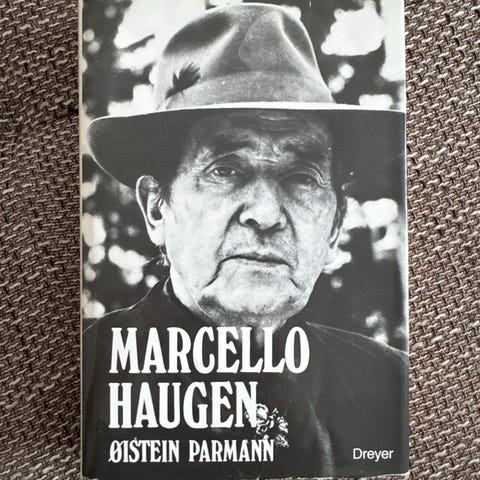 MARCELLO
HAUGEN
ØISTEIN PARMANN
Dreyer